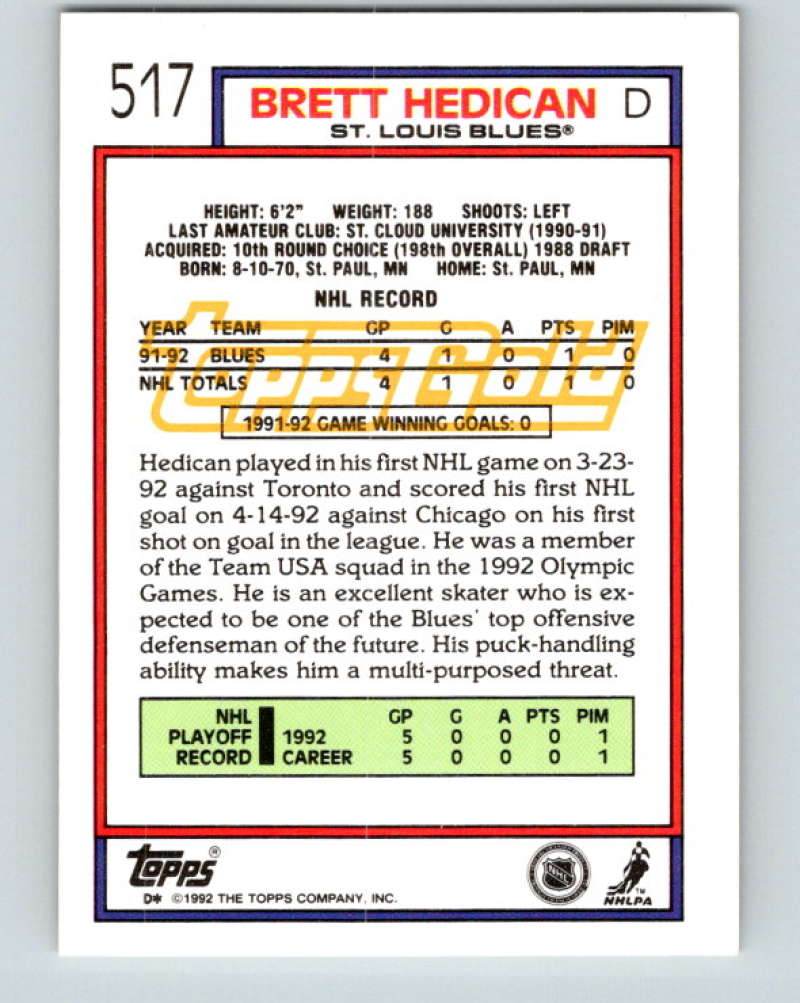 517 BRETT HEDICAN D
ST. LOUIS BLUES®
HEIGHT: 6'2" WEIGHT: 188 SHOOTS: LEFT
LAST AMATEUR CLUB: ST. CLOUD UNIVERSITY (1990-91)
ACQUIRED: 10th ROUND CHOICE (198th OVERALL) 1988 DRAFT
BORN: 8-10-70, St. PAUL, MN HOME: St. PAUL, MN
NHL RECORD
YEAR TEAM GP G A PTS PIM
91-92 BLUES 4 1 0 1 0
NHL TOTALS 4 1 0 1 0
ToppsGold
1991-92 GAME WINNING GOALS: 0
Hedican played in his first NHL game on 3-23-
92 against Toronto and scored his first NHL
goal on 4-14-92 against Chicago on his first
shot on goal in the league. He was a member
of the Team USA squad in the 1992 Olympic
Games. He is an excellent skater who is ex-
pected to be one of the Blues' top offensive
defenseman of the future. His puck-handling
ability makes him a multi-purposed threat.
NHL GP G A PTS PIM
PLAYOFF 1992 5 0 0 0 1
RECORD CAREER 5 0 0 0 1
Topps®
D* ©1992 THE TOPPS COMPANY, INC.
NHL
TM
NHLPA